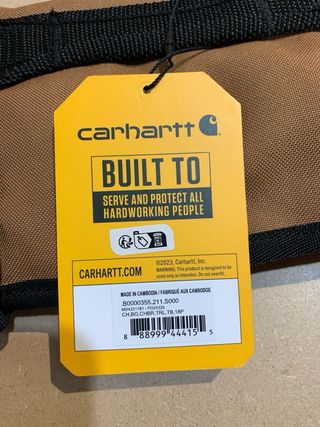 carhartt
BUILT TO
SERVE AND PROTECT ALL
HARDWORKING PEOPLE
CARHARTT.COM
©2023, Carhartt, Inc.
WARNING: This product is designed to be
used only as intended. Do not overfill.
MADE IN CAMBODIA / FABRIQUÉ AUX CAMBODGE
.B0000355.211.S000
M04231181 - PO24325
CH,BG,CHBR,TRL,TB,18P
8 88999 44415 5